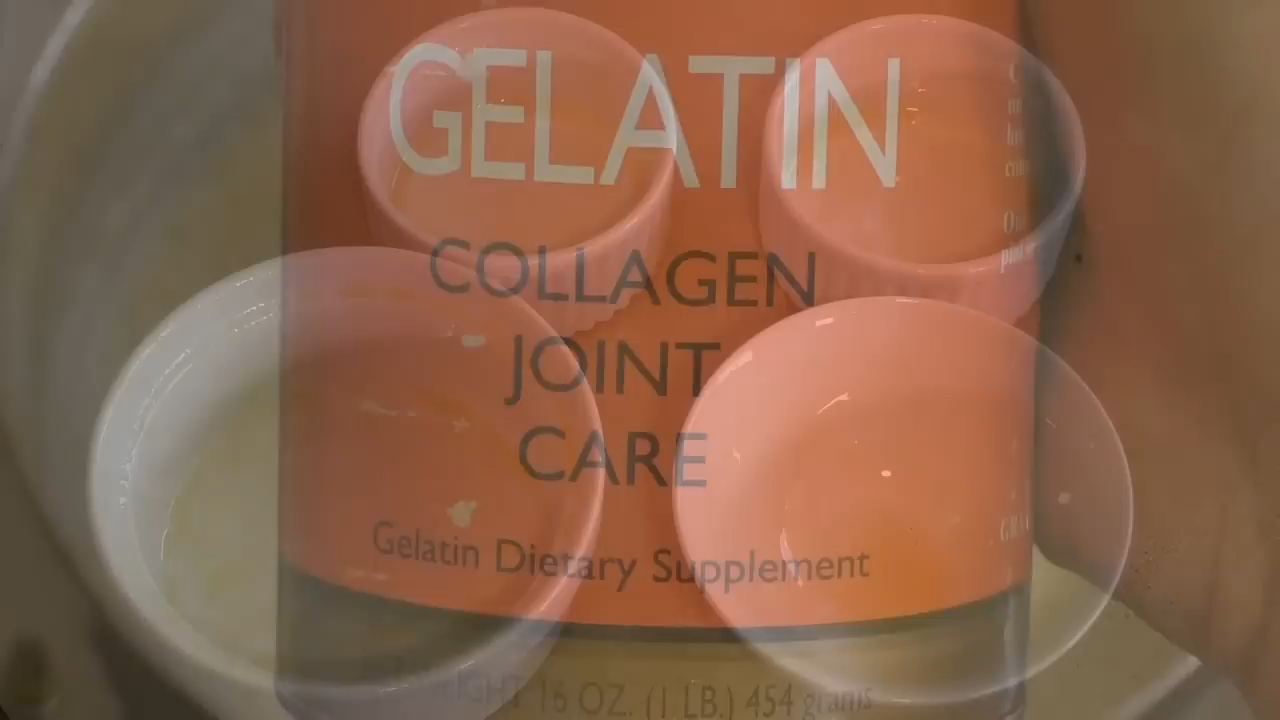 GELATIN
COLLAGEN
JOINT
CARE
Gelatin Dietary Supplement
16 OZ. (1 LB.) 454 grams